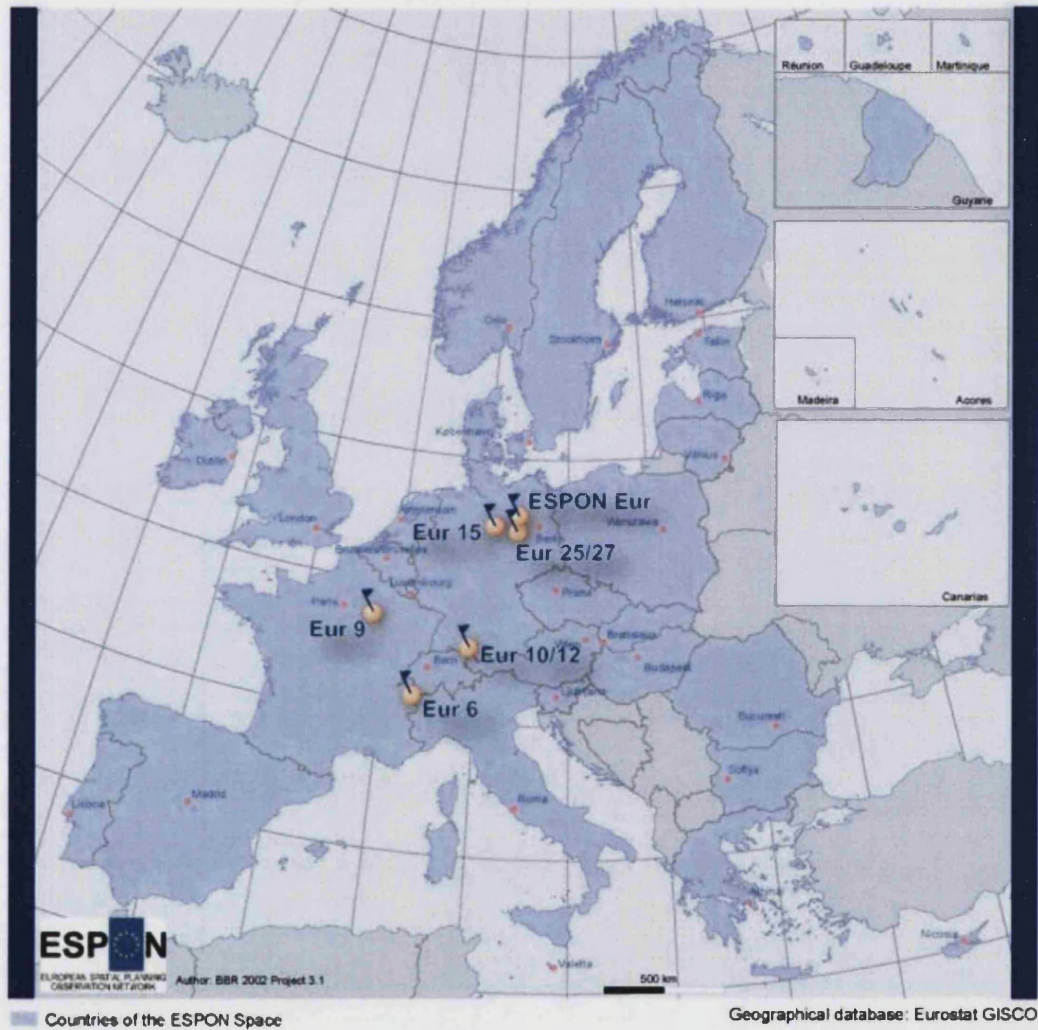 Réunion
Guadeloupe
Martinique
Guyane
Madeira
Acores
Canarias
Helsinki
Oslo
Stockholm
Tallin
Riga
København
Vilnius
Dublin
ESPON Eur
Amsterdam
London
Eur 15
Warszawa
Berlin
Eur 25/27
Luxembourg
Praha
Paris
Eur 9
Wien
Bratislava
Eur 10/12
Bern
Budapest
Ljubljana
Eur 6
Bucuresti
Sofiya
Madrid
Lisboa
Roma
Nicosia
Valetta
ESPON
EUROPEAN SPATIAL PLANNING
OBSERVATION NETWORK
Author: BBR 2002 Project 3.1
500 km
Countries of the ESPON Space
Geographical database: Eurostat GISCO